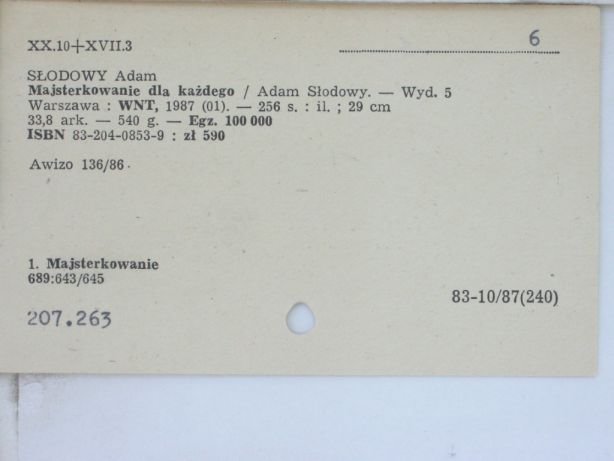 XX.10+XVII.3
6
SŁODOWY Adam
Majsterkowanie dla każdego / Adam Słodowy. — Wyd. 5
Warszawa : WNT, 1987 (01). — 256 s. : il. ; 29 cm
33,8 ark. — 540 g. — Egz. 100 000
ISBN 83-204-0853-9 : zł 590
Awizo 136/86
1. Majsterkowanie
689:643/645
83-10/87(240)
207.263